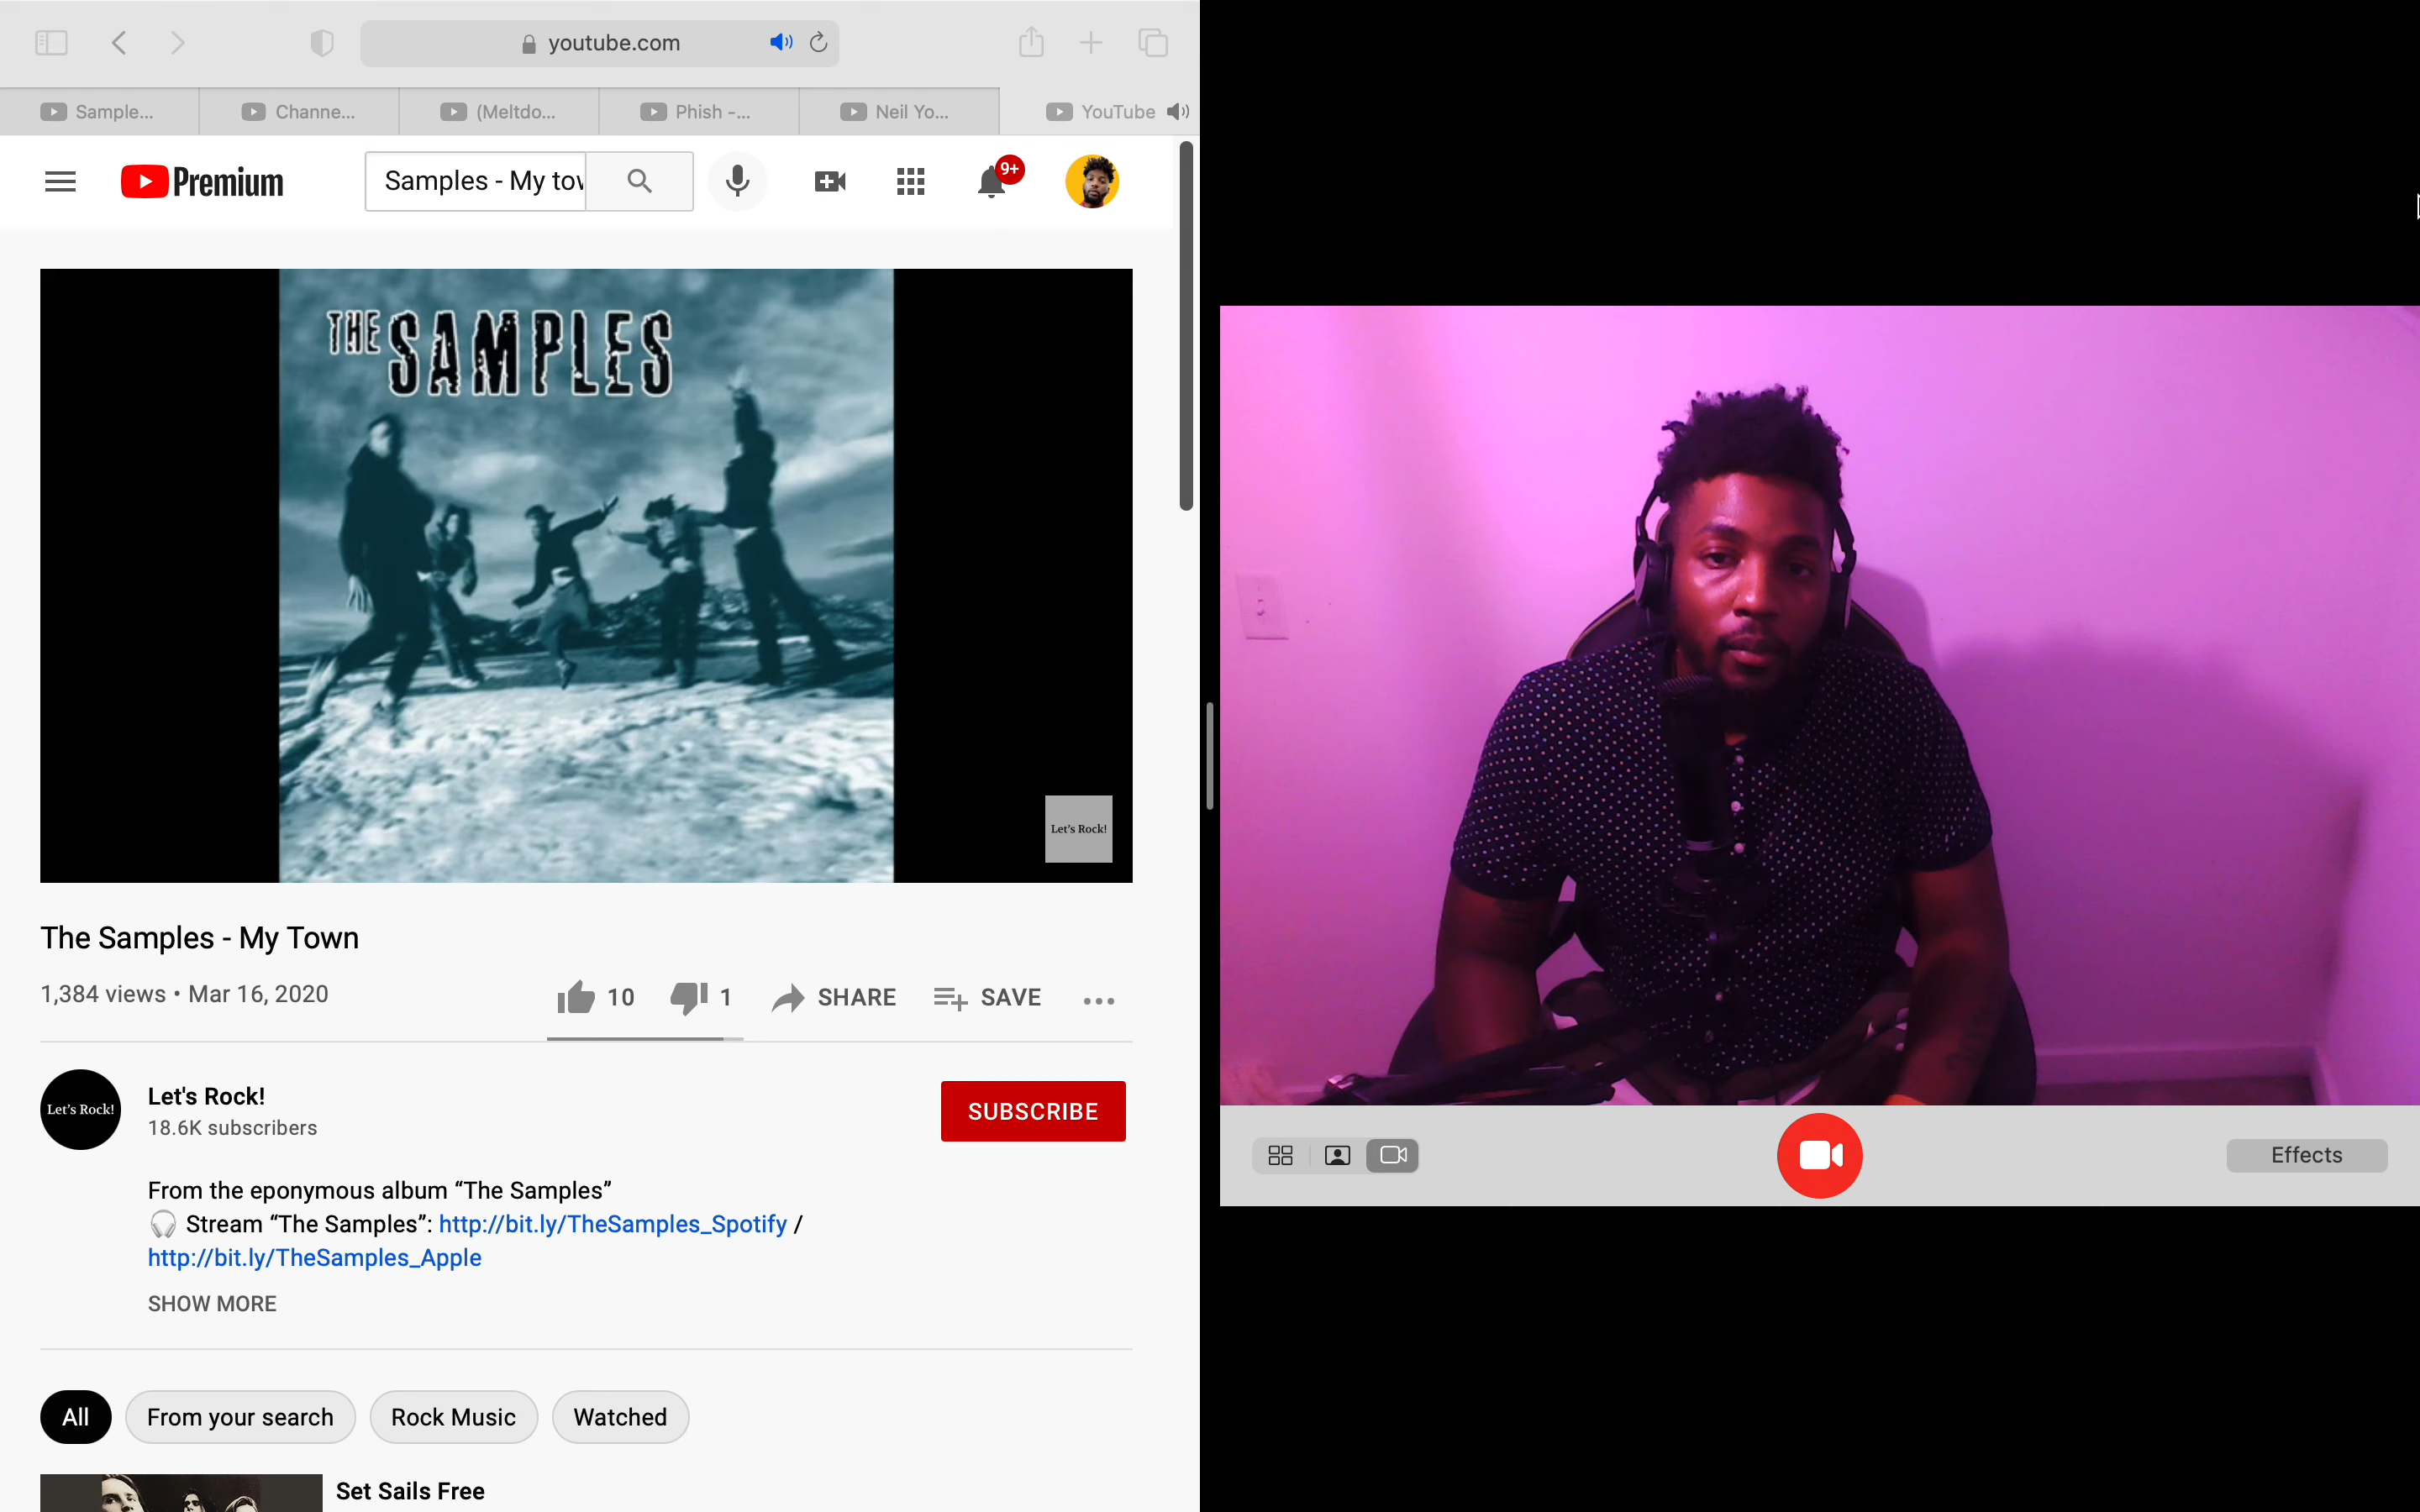 youtube.com
Sample...
Channe...
(Meltdo...
Phish -...
Neil Yo...
YouTube
Premium
Samples - My tov
9+
THE SAMPLES
Let's Rock!
The Samples - My Town
1,384 views • Mar 16, 2020
10
1
SHARE
SAVE
Let's Rock!
Let's Rock!
18.6K subscribers
SUBSCRIBE
From the eponymous album “The Samples”
🎧 Stream “The Samples”: http://bit.ly/TheSamples_Spotify /
http://bit.ly/TheSamples_Apple
SHOW MORE
All
From your search
Rock Music
Watched
Set Sails Free
Effects